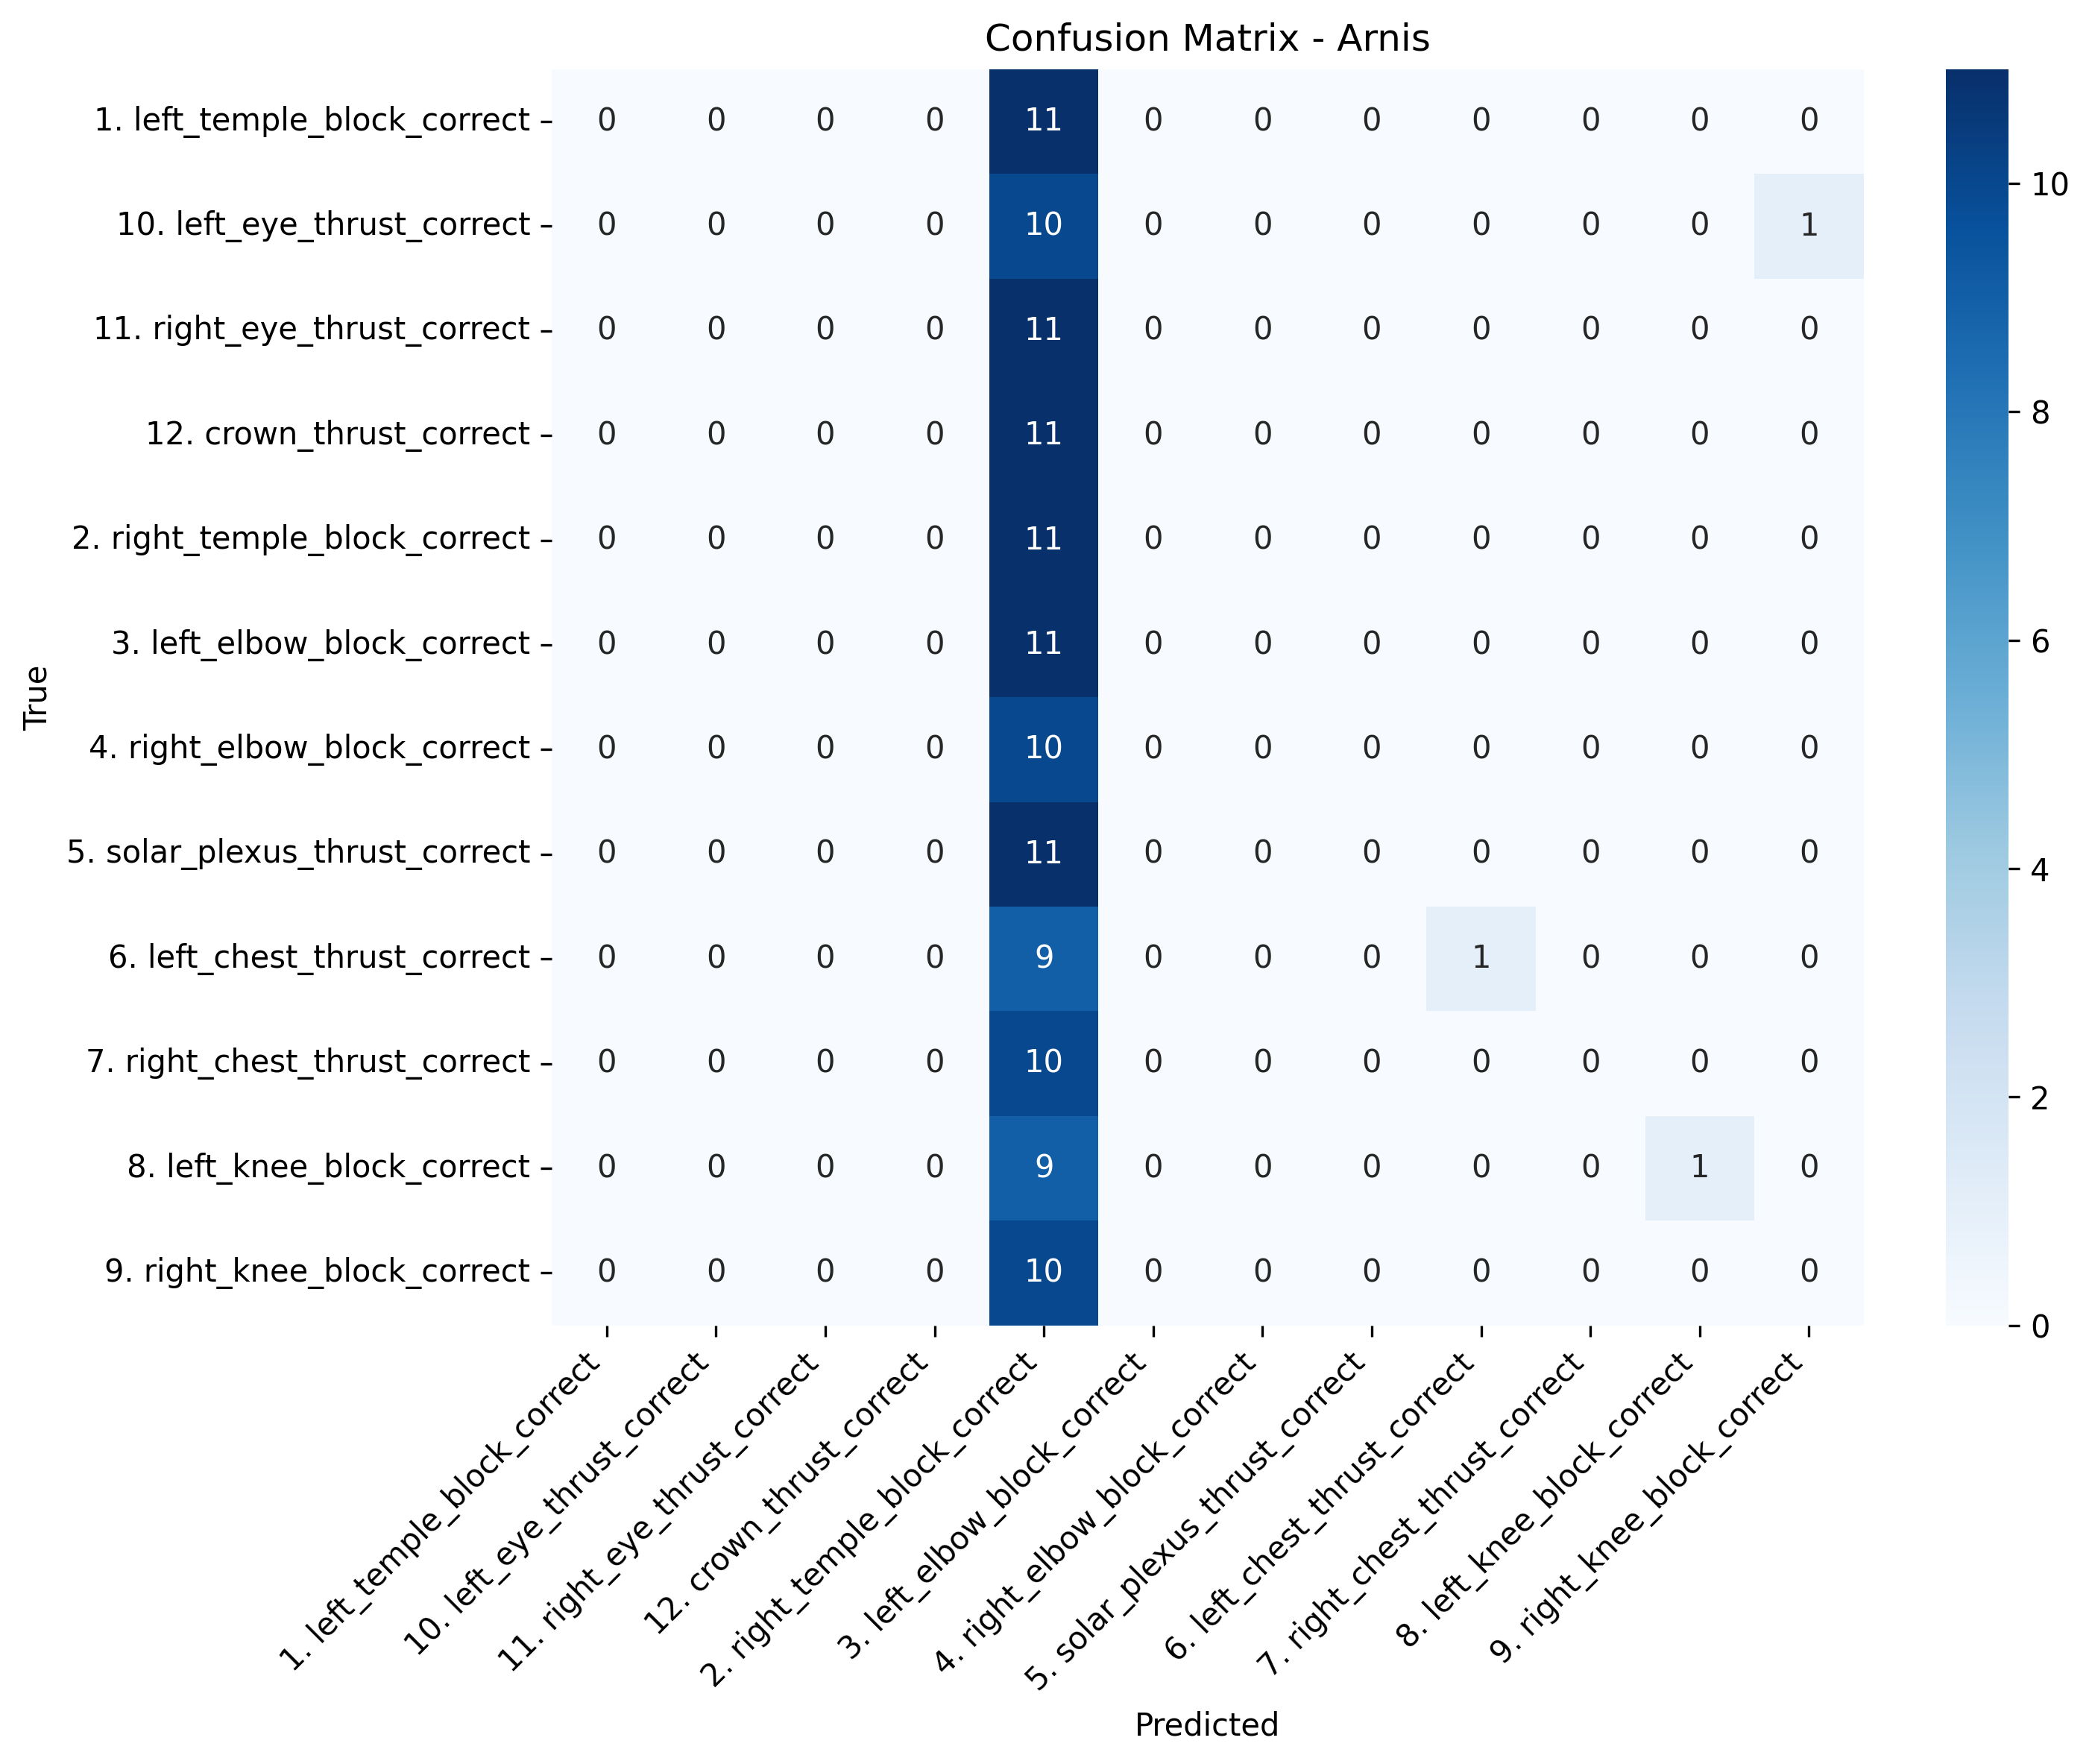 Confusion Matrix - Arnis
1. left_temple_block_correct 0 0 0 0 11 0 0 0 0 0 0 0
10. left_eye_thrust_correct 0 0 0 0 10 0 0 0 0 0 0 1
11. right_eye_thrust_correct 0 0 0 0 11 0 0 0 0 0 0 0
12. crown_thrust_correct 0 0 0 0 11 0 0 0 0 0 0 0
2. right_temple_block_correct 0 0 0 0 11 0 0 0 0 0 0 0
3. left_elbow_block_correct 0 0 0 0 11 0 0 0 0 0 0 0
4. right_elbow_block_correct 0 0 0 0 10 0 0 0 0 0 0 0
5. solar_plexus_thrust_correct 0 0 0 0 11 0 0 0 0 0 0 0
6. left_chest_thrust_correct 0 0 0 0 9 0 0 0 1 0 0 0
7. right_chest_thrust_correct 0 0 0 0 10 0 0 0 0 0 0 0
8. left_knee_block_correct 0 0 0 0 9 0 0 0 0 0 1 0
9. right_knee_block_correct 0 0 0 0 10 0 0 0 0 0 0 0
True
1. left_temple_block_correct
10. left_eye_thrust_correct
11. right_eye_thrust_correct
12. crown_thrust_correct
2. right_temple_block_correct
3. left_elbow_block_correct
4. right_elbow_block_correct
5. solar_plexus_thrust_correct
6. left_chest_thrust_correct
7. right_chest_thrust_correct
8. left_knee_block_correct
9. right_knee_block_correct
Predicted
10
8
6
4
2
0